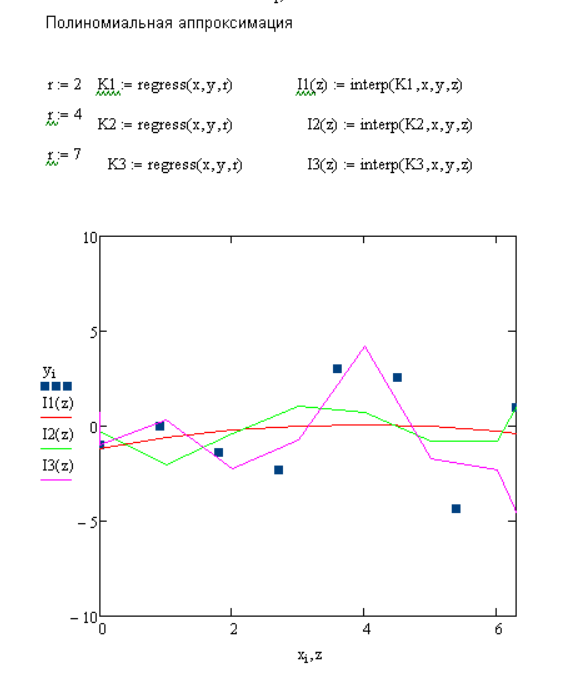 Полиномиальная аппроксимация
r := 2 K1 := regress(x,y,r) I1(z) := interp(K1,x,y,z)
r := 4 K2 := regress(x,y,r) I2(z) := interp(K2,x,y,z)
r := 7 K3 := regress(x,y,r) I3(z) := interp(K3,x,y,z)
10
5
yi
I1(z)
0
I2(z)
I3(z)
− 5
− 10
0 2 4 6
xi,z